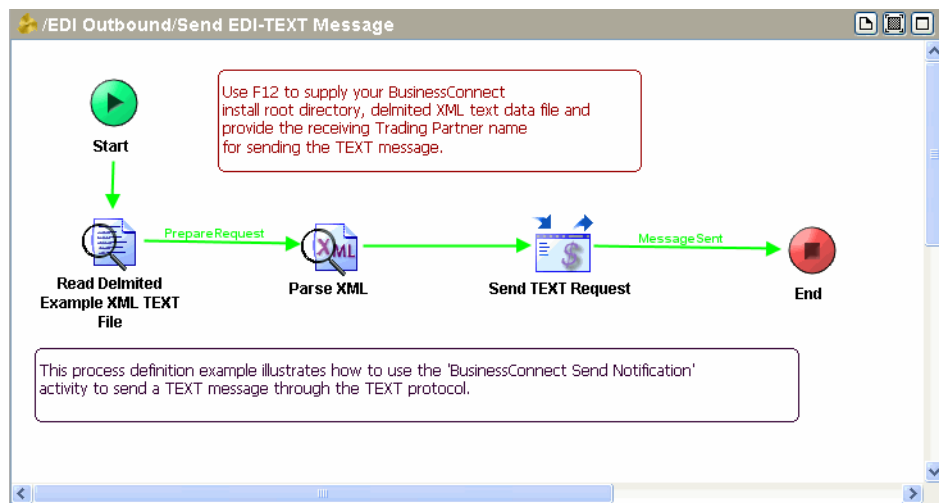 /EDI Outbound/Send EDI-TEXT Message
Use F12 to supply your BusinessConnect
install root directory, delmited XML text data file and
provide the receiving Trading Partner name
for sending the TEXT message.
Start
PrepareRequest
MessageSent
XML
$
Read Delmited
Example XML TEXT
File
Parse XML
Send TEXT Request
End
This process definition example illustrates how to use the 'BusinessConnect Send Notification'
activity to send a TEXT message through the TEXT protocol.